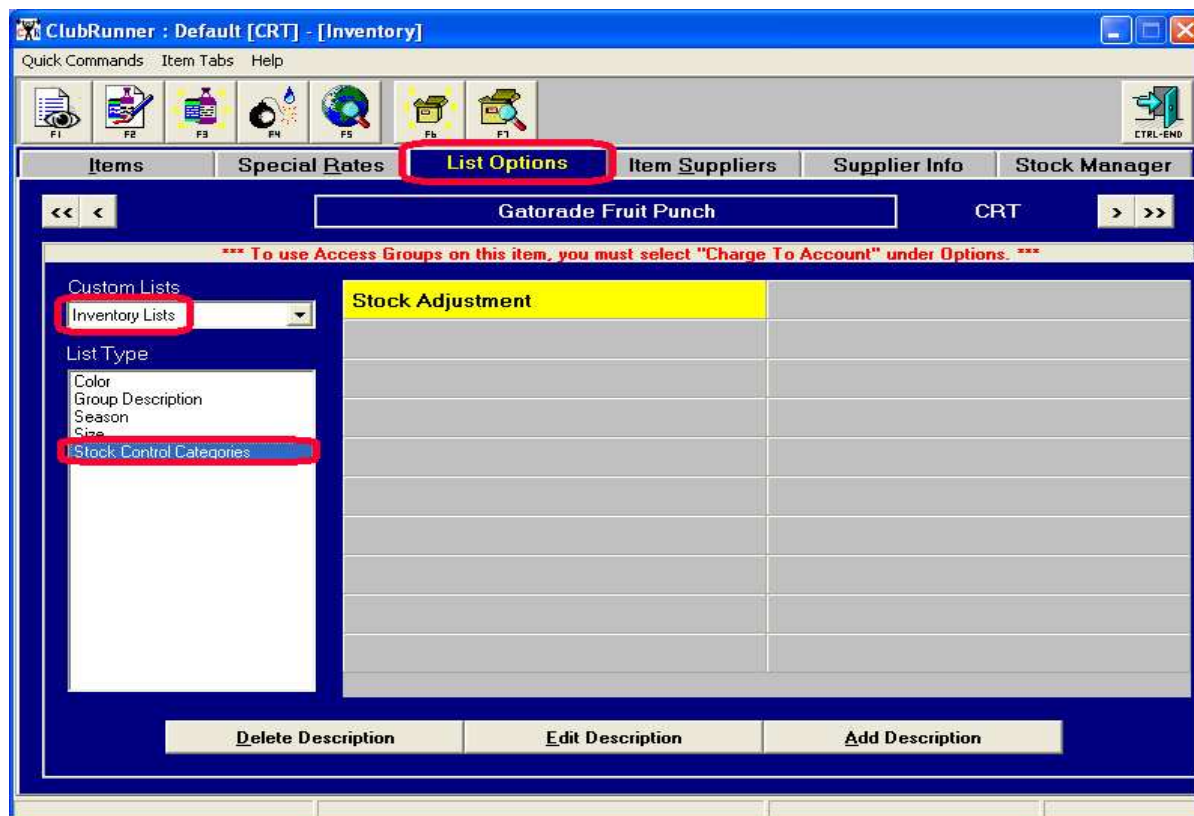 ClubRunner : Default [CRT] - [Inventory]
Quick Commands Item Tabs Help
F1 F2 F3 F4 F5 F6 F7 CTRL-END
Items Special Rates List Options Item Suppliers Supplier Info Stock Manager
<< < Gatorade Fruit Punch CRT > >>
*** To use Access Groups on this item, you must select "Charge To Account" under Options. ***
Custom Lists
Inventory Lists
Stock Adjustment
List Type
Color
Group Description
Season
Size
Stock Control Categories
Delete Description Edit Description Add Description